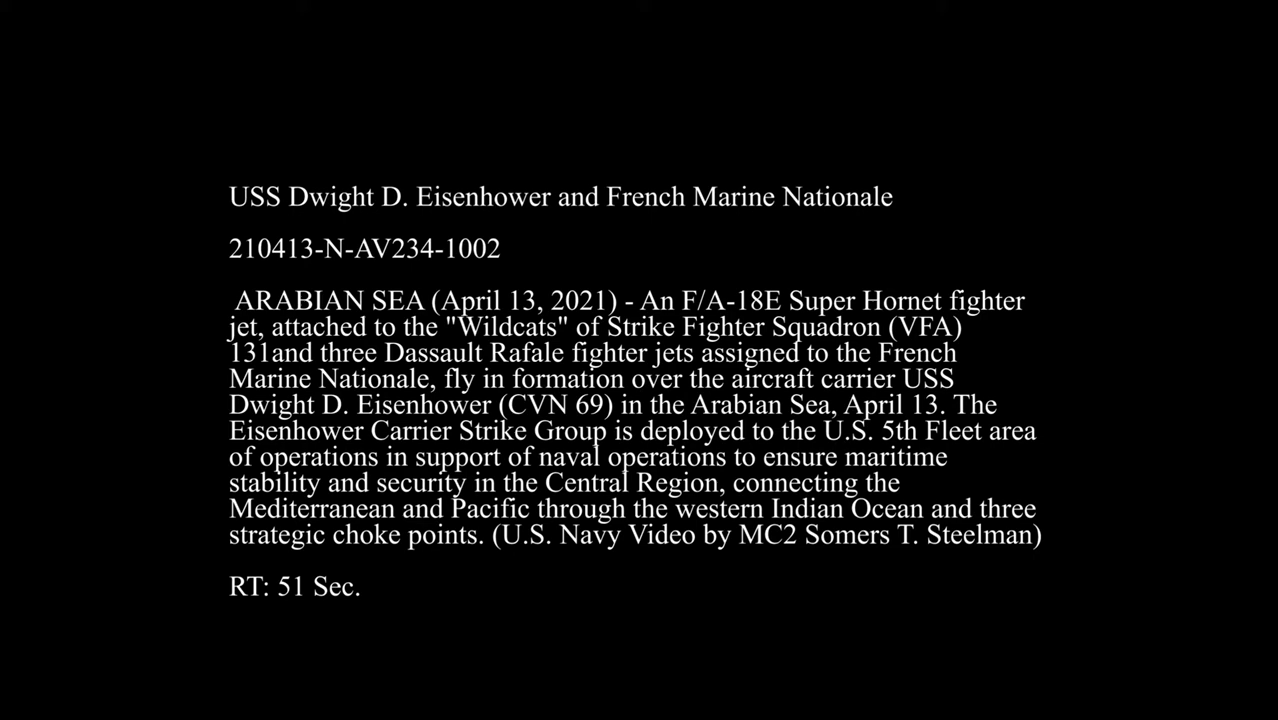 USS Dwight D. Eisenhower and French Marine Nationale
210413-N-AV234-1002
ARABIAN SEA (April 13, 2021) - An F/A-18E Super Hornet fighter
jet, attached to the "Wildcats" of Strike Fighter Squadron (VFA)
131and three Dassault Rafale fighter jets assigned to the French
Marine Nationale, fly in formation over the aircraft carrier USS
Dwight D. Eisenhower (CVN 69) in the Arabian Sea, April 13. The
Eisenhower Carrier Strike Group is deployed to the U.S. 5th Fleet area
of operations in support of naval operations to ensure maritime
stability and security in the Central Region, connecting the
Mediterranean and Pacific through the western Indian Ocean and three
strategic choke points. (U.S. Navy Video by MC2 Somers T. Steelman)
RT: 51 Sec.